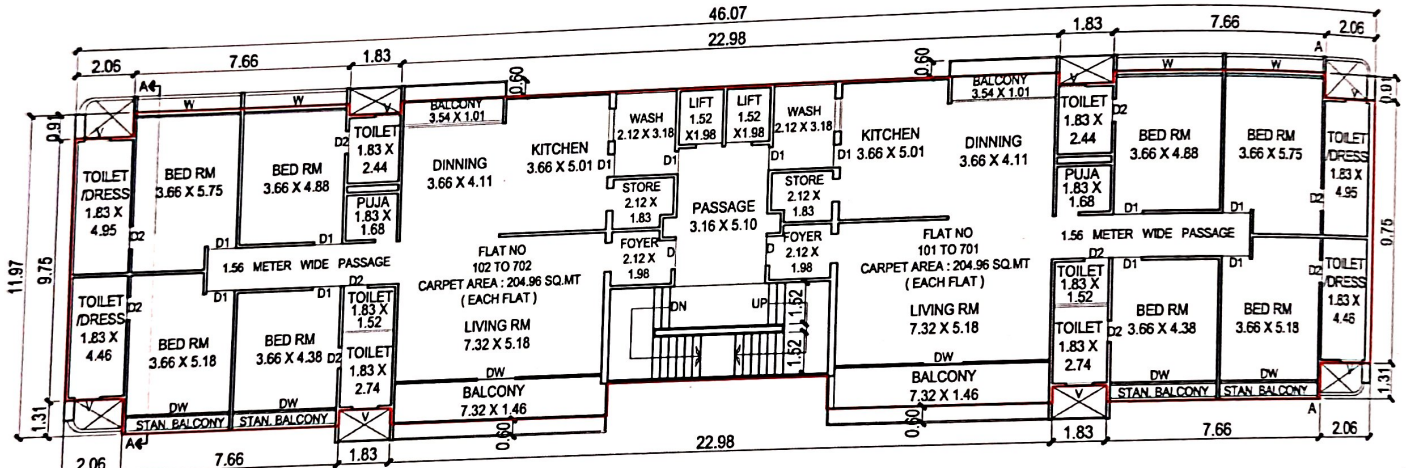 46.07
2.06
7.66
1.83
22.98
1.83
7.66
2.06
0.60
0.60
A
A
W
W
W
W
V
V
V
V
0.91
0.91
BALCONY
3.54 X 1.01
LIFT
1.52
X1.98
LIFT
1.52
X1.98
BALCONY
3.54 X 1.01
WASH
2.12 X 3.18
WASH
2.12 X 3.18
TOILET
1.83 X
2.44
D2
DINNING
3.66 X 4.11
KITCHEN
3.66 X 5.01
D1
D1
D1
D1
KITCHEN
3.66 X 5.01
DINNING
3.66 X 4.11
TOILET
1.83 X
2.44
D2
BED RM
3.66 X 5.75
BED RM
3.66 X 4.88
BED RM
3.66 X 4.88
BED RM
3.66 X 5.75
TOILET
/DRESS
1.83 X
4.95
D2
TOILET
/DRESS
1.83 X
4.95
D2
PUJA
1.83 X
1.68
STORE
2.12 X
1.83
PASSAGE
3.16 X 5.10
STORE
2.12 X
1.83
PUJA
1.83 X
1.68
D1
D1
D1
D1
1.56 METER WIDE PASSAGE
1.56 METER WIDE PASSAGE
FOYER
2.12 X
1.98
D
FOYER
2.12 X
1.98
FLAT NO
102 TO 702
CARPET AREA : 204.96 SQ.MT
( EACH FLAT )
FLAT NO
101 TO 701
CARPET AREA : 204.96 SQ.MT
( EACH FLAT )
11.97
9.75
0.75
D1
D1
D2
D2
D1
D1
TOILET
/DRESS
1.83 X
4.46
D2
TOILET
/DRESS
1.83 X
4.46
D2
TOILET
1.83 X
1.52
TOILET
1.83 X
1.52
DN
UP
1.52
1.52
LIVING RM
7.32 X 5.18
LIVING RM
7.32 X 5.18
BED RM
3.66 X 5.18
BED RM
3.66 X 4.38
D2
TOILET
1.83 X
2.74
TOILET
1.83 X
2.74
D2
BED RM
3.66 X 4.38
BED RM
3.66 X 5.18
DW
DW
DW
DW
DW
DW
BALCONY
7.32 X 1.46
BALCONY
7.32 X 1.46
STAN. BALCONY
STAN. BALCONY
STAN. BALCONY
STAN. BALCONY
V
V
1.31
1.31
A
A
0.60
0.60
2.06
7.66
1.83
22.98
1.83
7.66
2.06